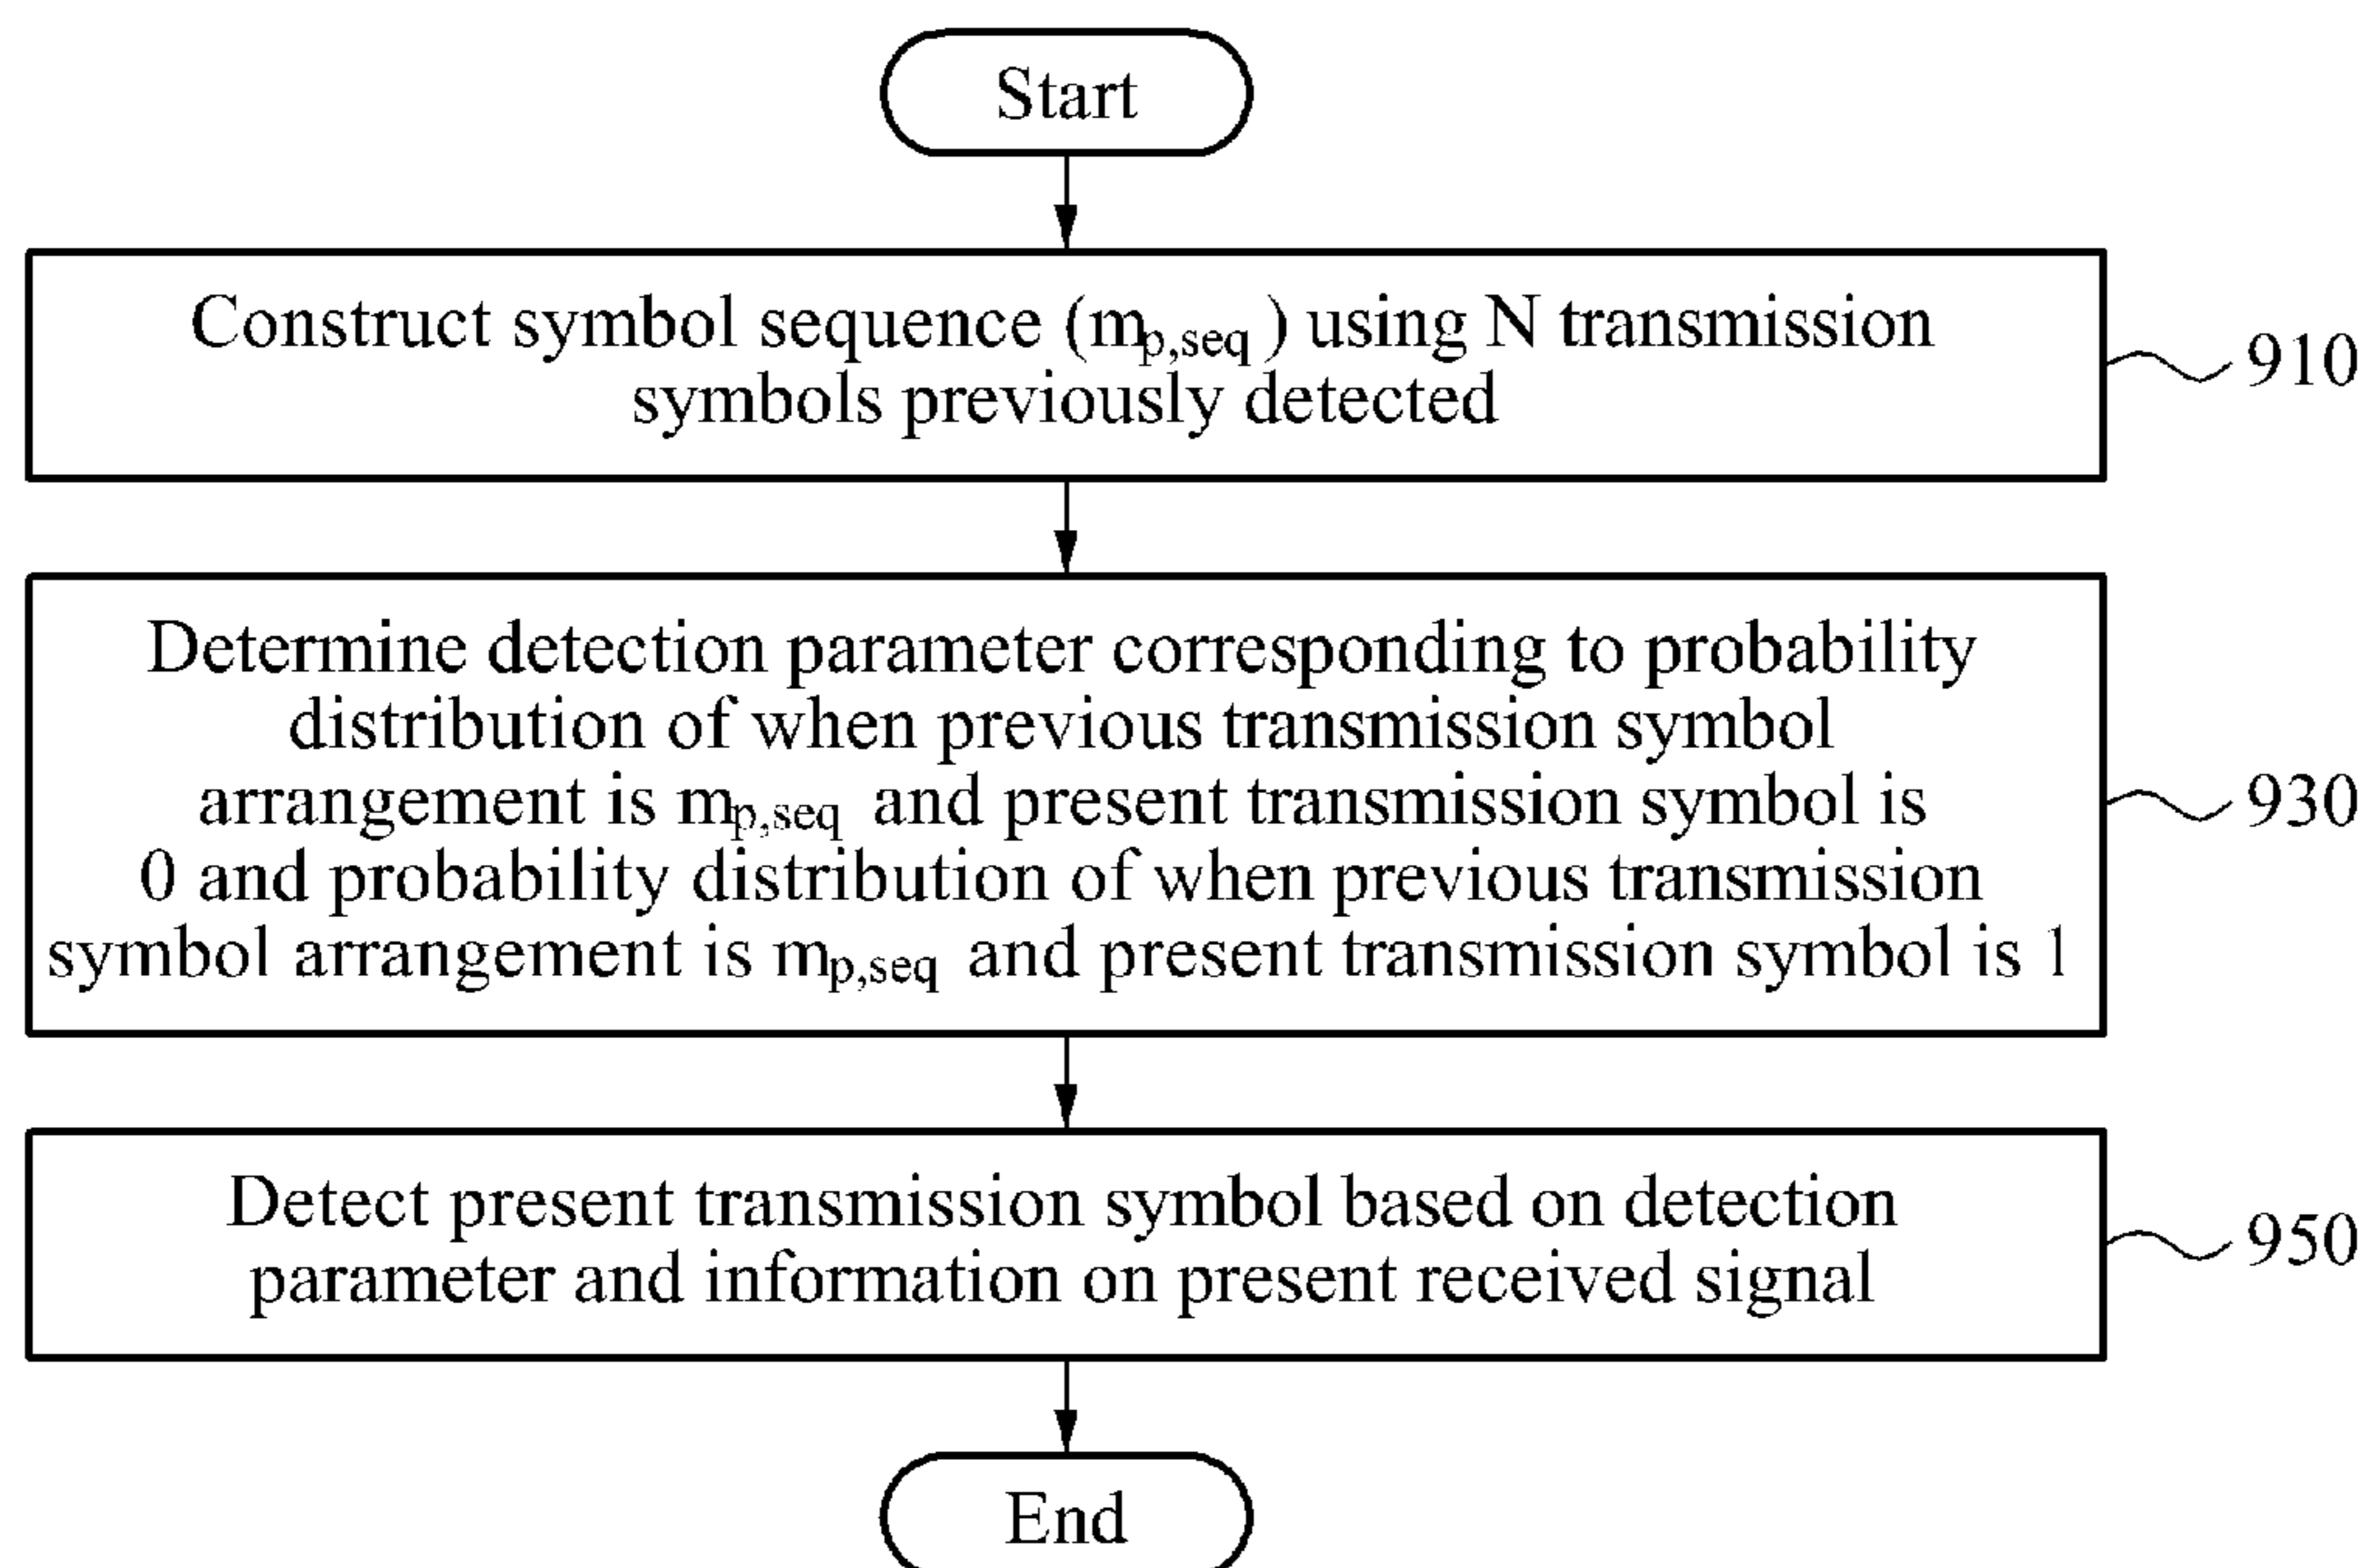 Start
Construct symbol sequence (mp,seq ) using N transmission
symbols previously detected
910
Determine detection parameter corresponding to probability
distribution of when previous transmission symbol
arrangement is mp,seq and present transmission symbol is
0 and probability distribution of when previous transmission
symbol arrangement is mp,seq and present transmission symbol is 1
930
Detect present transmission symbol based on detection
parameter and information on present received signal
950
End